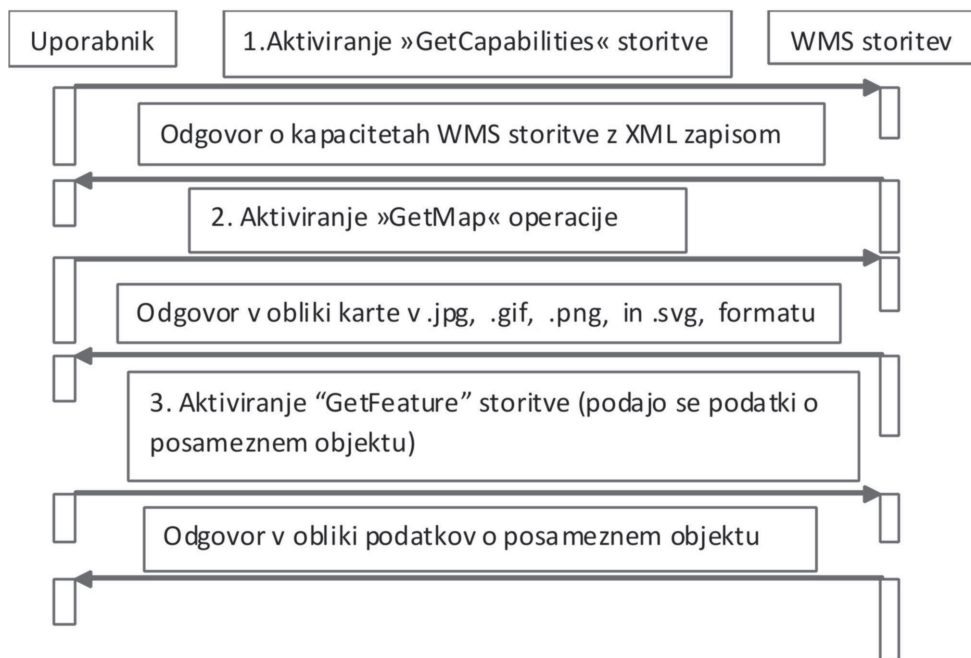 Uporabnik
1.Aktiviranje »GetCapabilities« storitve
WMS storitev
Odgovor o kapacitetah WMS storitve z XML zapisom
2. Aktiviranje »GetMap« operacije
Odgovor v obliki karte v .jpg, .gif, .png, in .svg, formatu
3. Aktiviranje “GetFeature” storitve (podajo se podatki o
posameznem objektu)
Odgovor v obliki podatkov o posameznem objektu